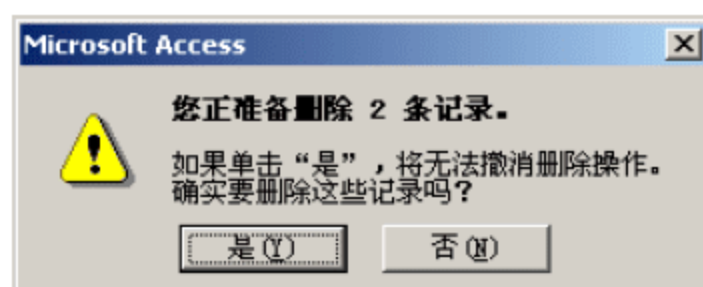 Microsoft Access
您正准备删除 2 条记录。
如果单击“是”，将无法撤消删除操作。
确实要删除这些记录吗?
是(Y)
否(N)